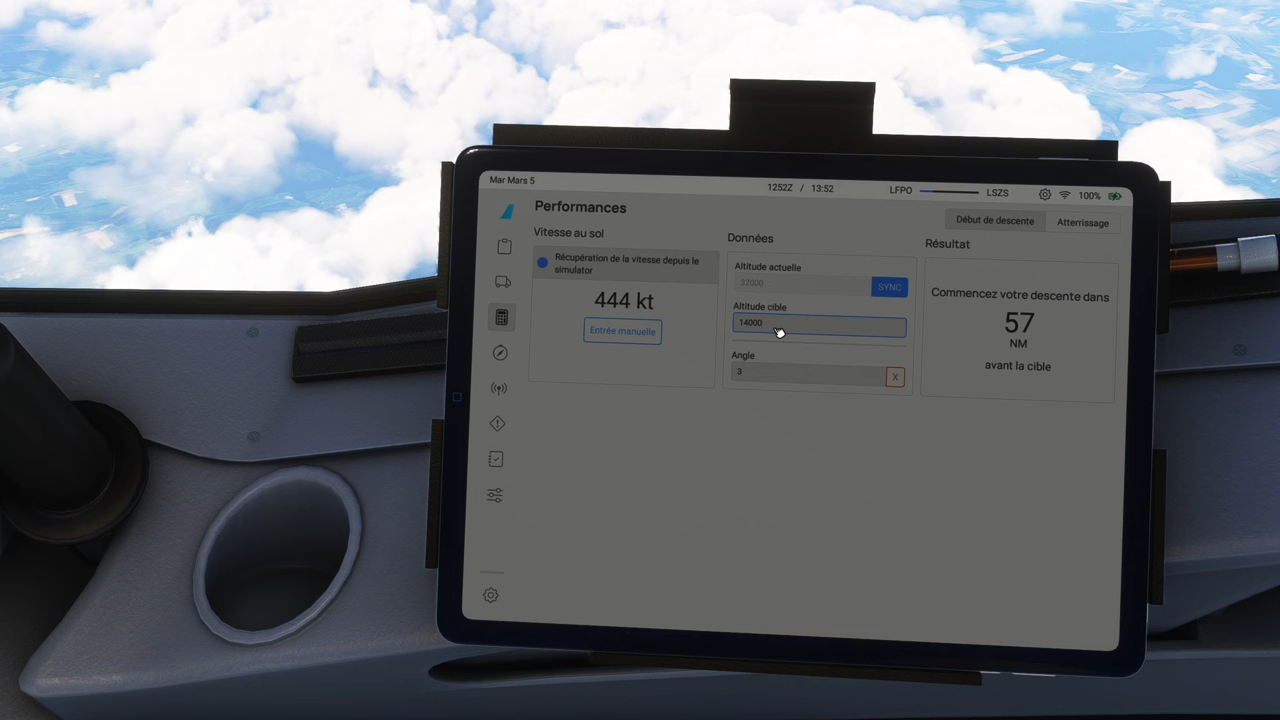 Mar Mars 5
1252Z / 13:52
LFPO
LSZS
100%
Performances
Début de descente
Atterrissage
Vitesse au sol
Récupération de la vitesse depuis le
simulator
444 kt
Entrée manuelle
Données
Altitude actuelle
32000
SYNC
Altitude cible
14000
Angle
3
X
Résultat
Commencez votre descente dans
57
NM
avant la cible